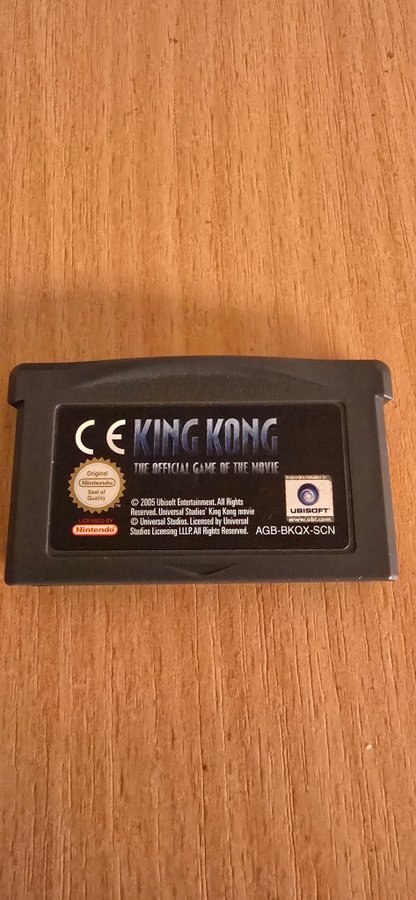 CE KING KONG
THE OFFICIAL GAME OF THE MOVIE
Original
Nintendo
Seal of
Quality
LICENSED BY
Nintendo
© 2005 Ubisoft Entertainment. All Rights
Reserved. Universal Studios' King Kong movie
© Universal Studios. Licensed by Universal
Studios Licensing LLLP. All Rights Reserved.
UBISOFT
www.ubi.com
AGB-BKQX-SCN